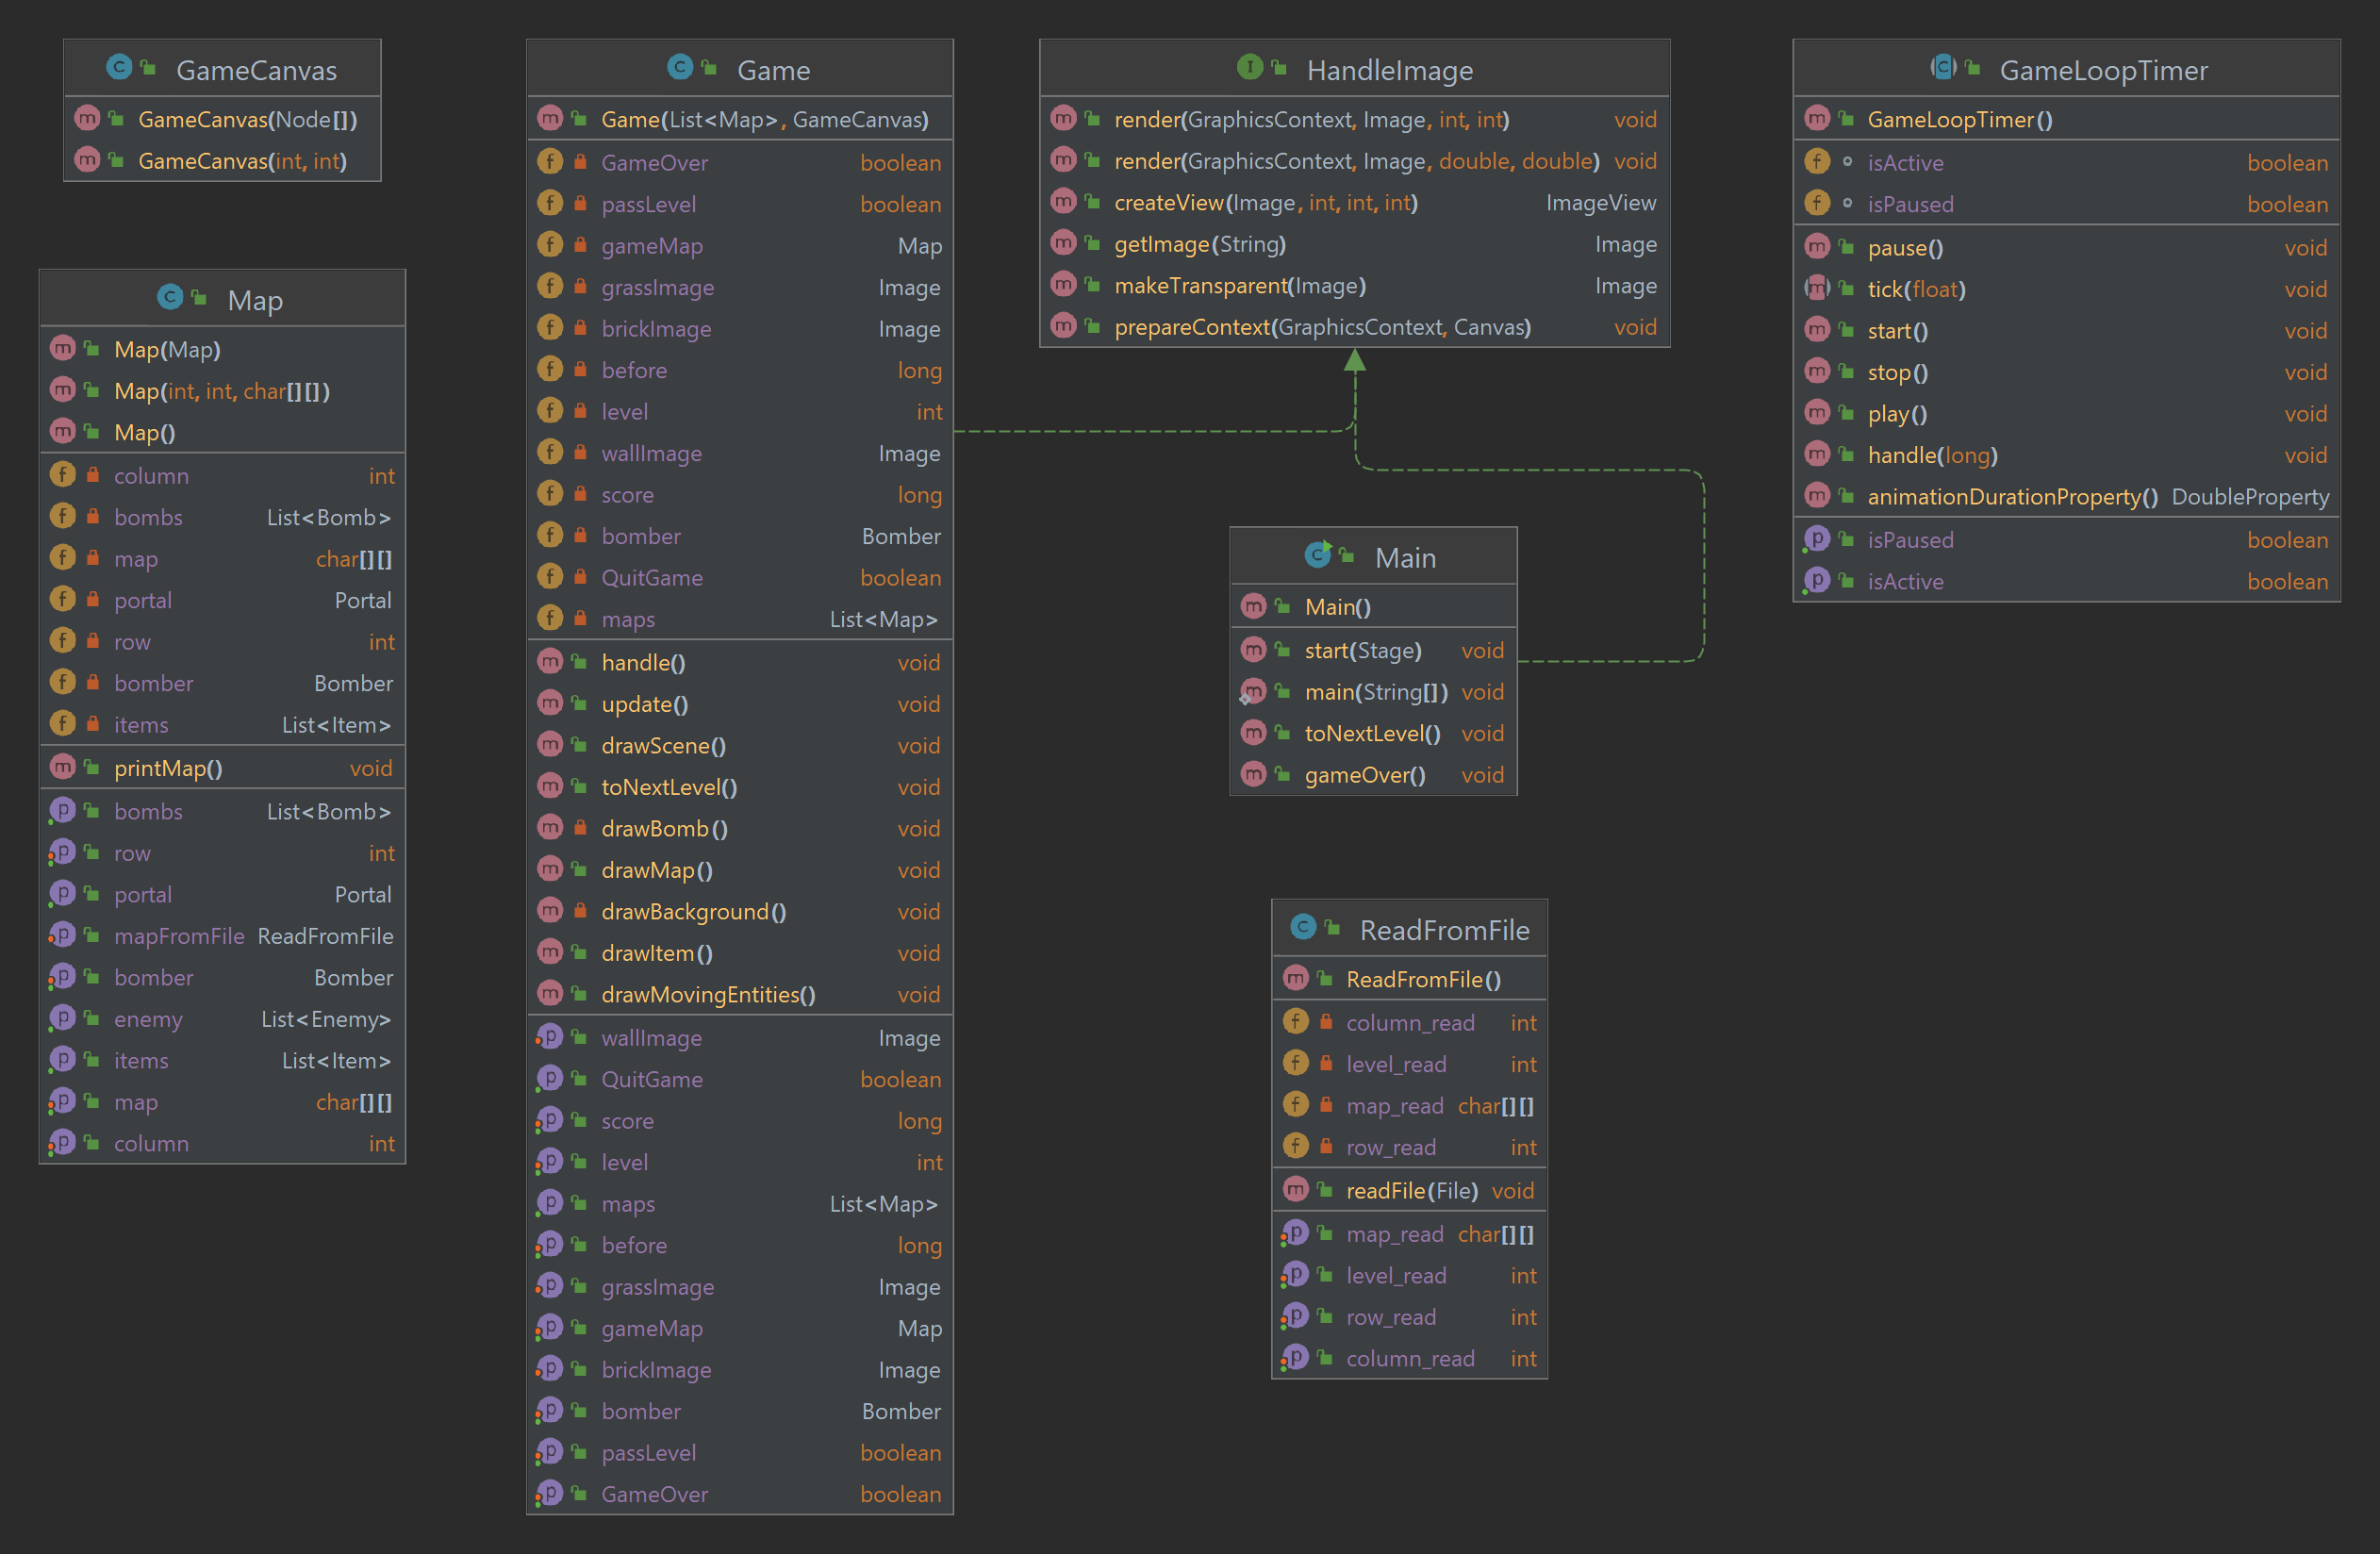 GameCanvas
GameCanvas(Node[])
GameCanvas(int, int)
Map
Map(Map)
Map(int, int, char[][])
Map()
column int
bombs List<Bomb>
map char[][]
portal Portal
row int
bomber Bomber
items List<Item>
printMap() void
bombs List<Bomb>
row int
portal Portal
mapFromFile ReadFromFile
bomber Bomber
enemy List<Enemy>
items List<Item>
map char[][]
column int
Game
Game(List<Map>, GameCanvas)
GameOver boolean
passLevel boolean
gameMap Map
grassImage Image
brickImage Image
before long
level int
wallImage Image
score long
bomber Bomber
QuitGame boolean
maps List<Map>
handle() void
update() void
drawScene() void
toNextLevel() void
drawBomb() void
drawMap() void
drawBackground() void
drawItem() void
drawMovingEntities() void
wallImage Image
QuitGame boolean
score long
level int
maps List<Map>
before long
grassImage Image
gameMap Map
brickImage Image
bomber Bomber
passLevel boolean
GameOver boolean
HandleImage
render(GraphicsContext, Image, int, int) void
render(GraphicsContext, Image, double, double) void
createView(Image, int, int, int) ImageView
getImage(String) Image
makeTransparent(Image) Image
prepareContext(GraphicsContext, Canvas) void
Main
Main()
start(Stage) void
main(String[]) void
toNextLevel() void
gameOver() void
ReadFromFile
ReadFromFile()
column_read int
level_read int
map_read char[][]
row_read int
readFile(File) void
map_read char[][]
level_read int
row_read int
column_read int
GameLoopTimer
GameLoopTimer()
isActive boolean
isPaused boolean
pause() void
tick(float) void
start() void
stop() void
play() void
handle(long) void
animationDurationProperty() DoubleProperty
isPaused boolean
isActive boolean